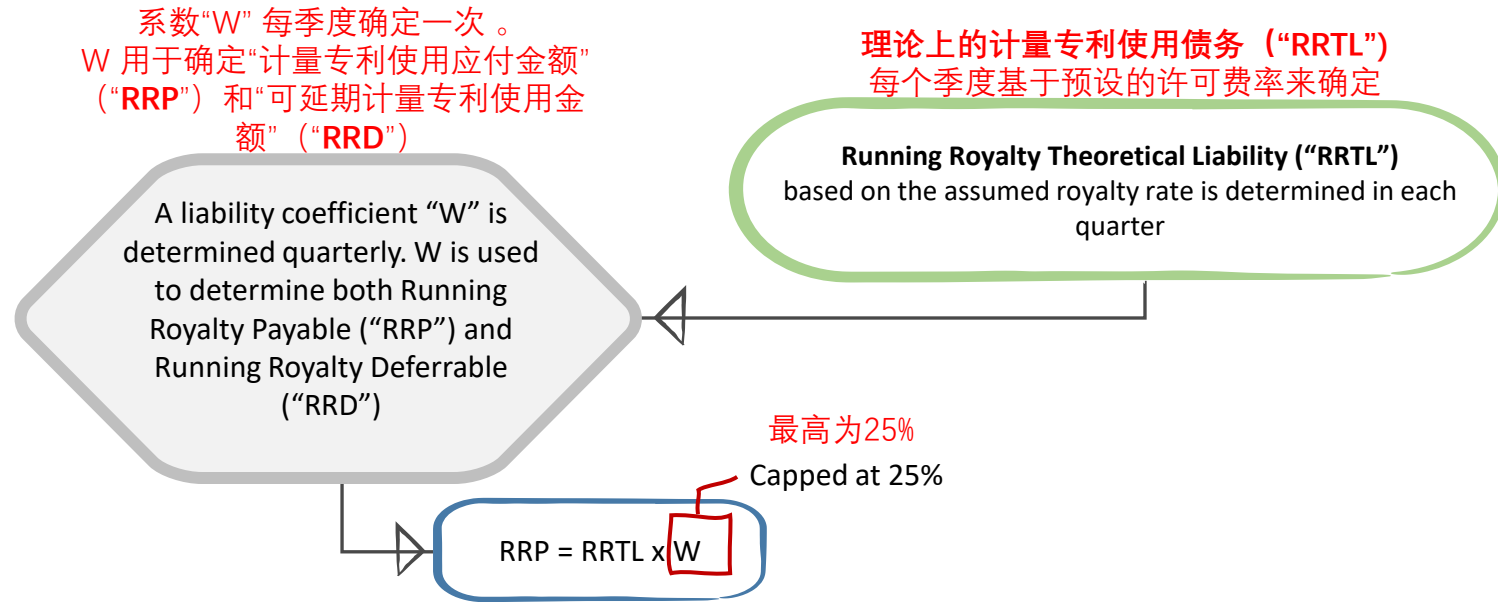 系数“W” 每季度确定一次 。
W 用于确定“计量专利使用应付金额”
（“RRP”）和“可延期计量专利使用金
额”（“RRD”）
A liability coefficient “W” is
determined quarterly. W is used
to determine both Running
Royalty Payable (“RRP”) and
Running Royalty Deferrable
(“RRD”)
理论上的计量专利使用债务（“RRTL”)
每个季度基于预设的许可费率来确定
Running Royalty Theoretical Liability (“RRTL”)
based on the assumed royalty rate is determined in each
quarter
最高为25%
Capped at 25%
RRP = RRTL x W